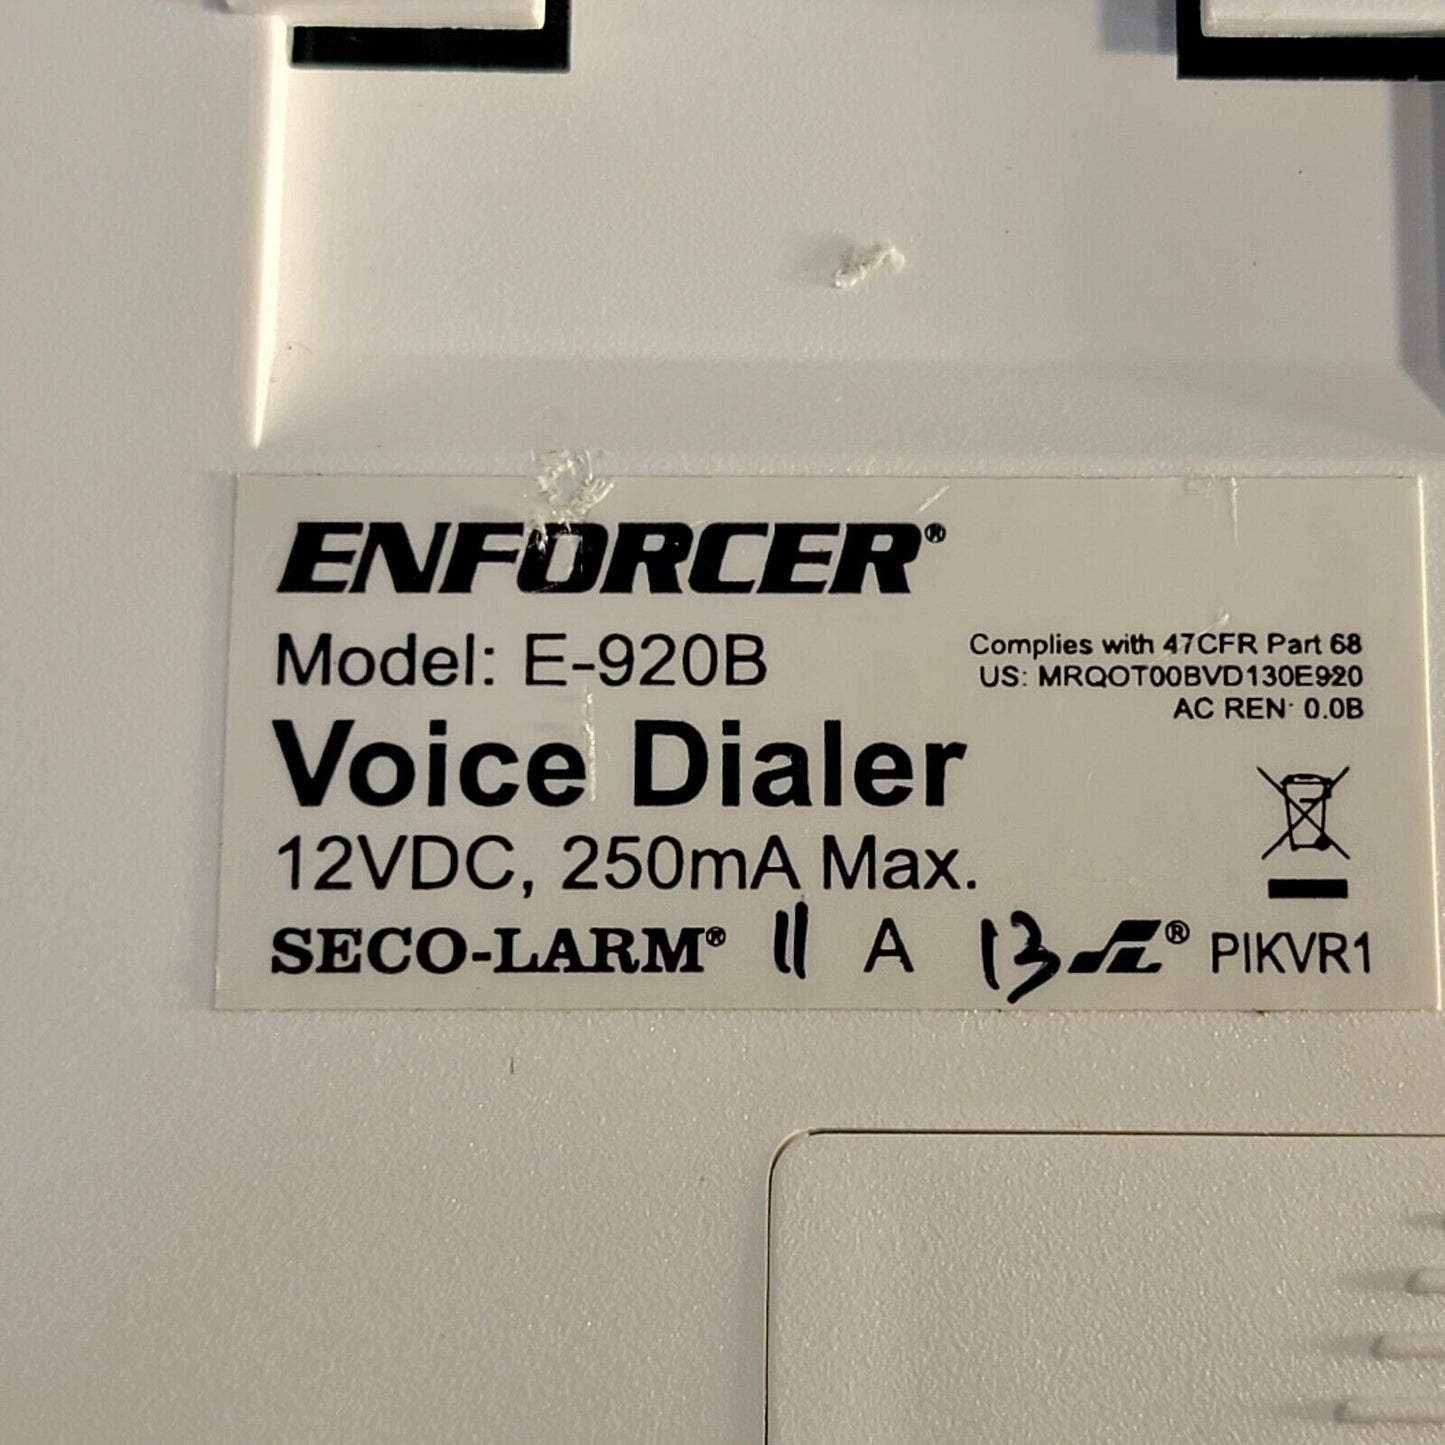 ENFORCER®
Model: E-920B
Complies with 47CFR Part 68
US: MRQOT00BVD130E920
AC REN: 0.0B
Voice Dialer
12VDC, 250mA Max.
SECO-LARM® 11 A 13 ® PIKVR1